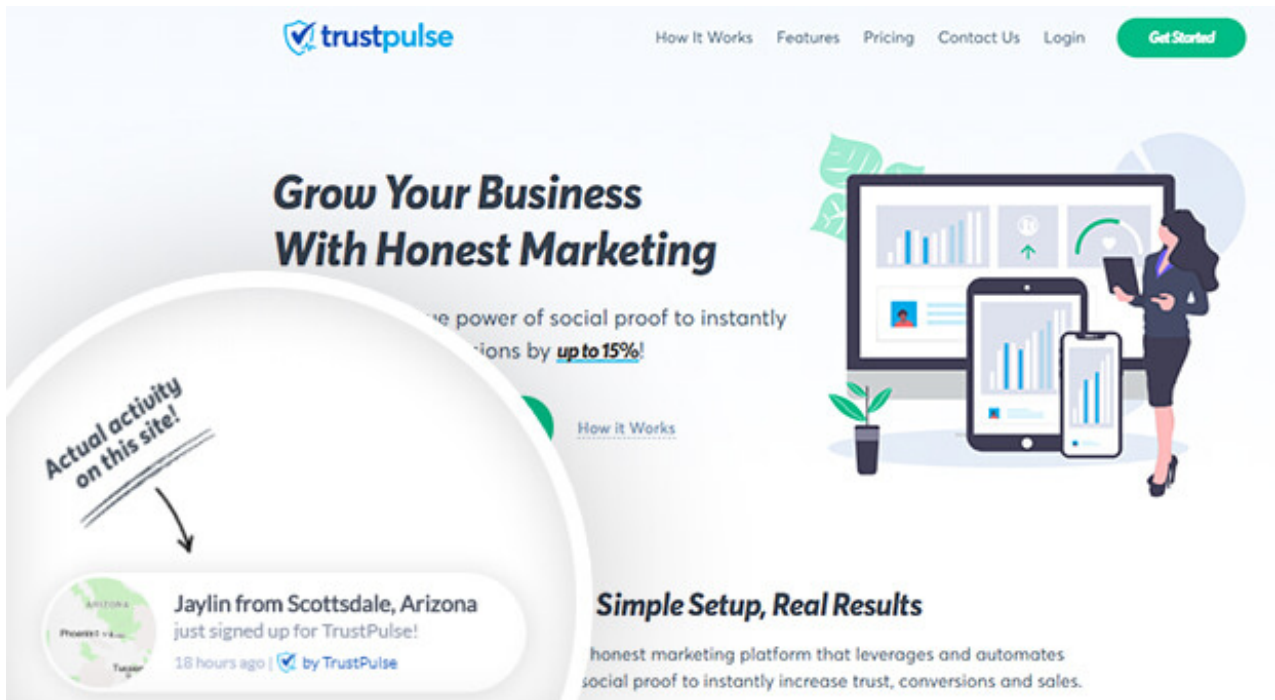 trustpulse
How It Works Features Pricing Contact Us Login Get Started
Grow Your Business
With Honest Marketing
power of social proof to instantly
by up to 15%!
How it Works
Actual activity
on this site!
ARIZONA
Phoenix
Jaylin from Scottsdale, Arizona
just signed up for TrustPulse!
18 hours ago | by TrustPulse
Simple Setup, Real Results
honest marketing platform that leverages and automates
social proof to instantly increase trust, conversions and sales.